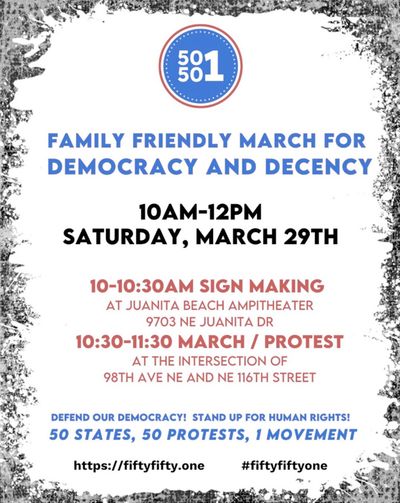 50
50 1
FAMILY FRIENDLY MARCH FOR
DEMOCRACY AND DECENCY
10AM-12PM
SATURDAY, MARCH 29TH
10-10:30AM SIGN MAKING
AT JUANITA BEACH AMPITHEATER
9703 NE JUANITA DR
10:30-11:30 MARCH / PROTEST
AT THE INTERSECTION OF
98TH AVE NE AND NE 116TH STREET
DEFEND OUR DEMOCRACY! STAND UP FOR HUMAN RIGHTS!
50 STATES, 50 PROTESTS, 1 MOVEMENT
https://fiftyfifty.one #fiftyfiftyone